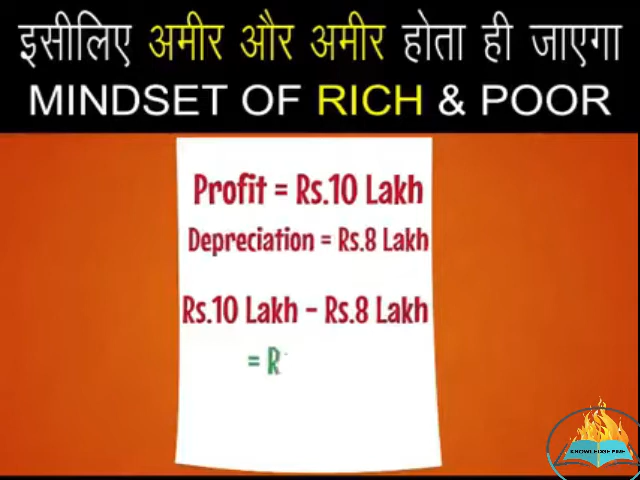 इसीलिए अमीर और अमीर होता ही जाएगा
MINDSET OF RICH & POOR
Profit = Rs.10 Lakh
Depreciation = Rs.8 Lakh
Rs.10 Lakh - Rs.8 Lakh
= R